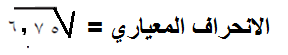 الانحراف المعياري = √٦,٧٥